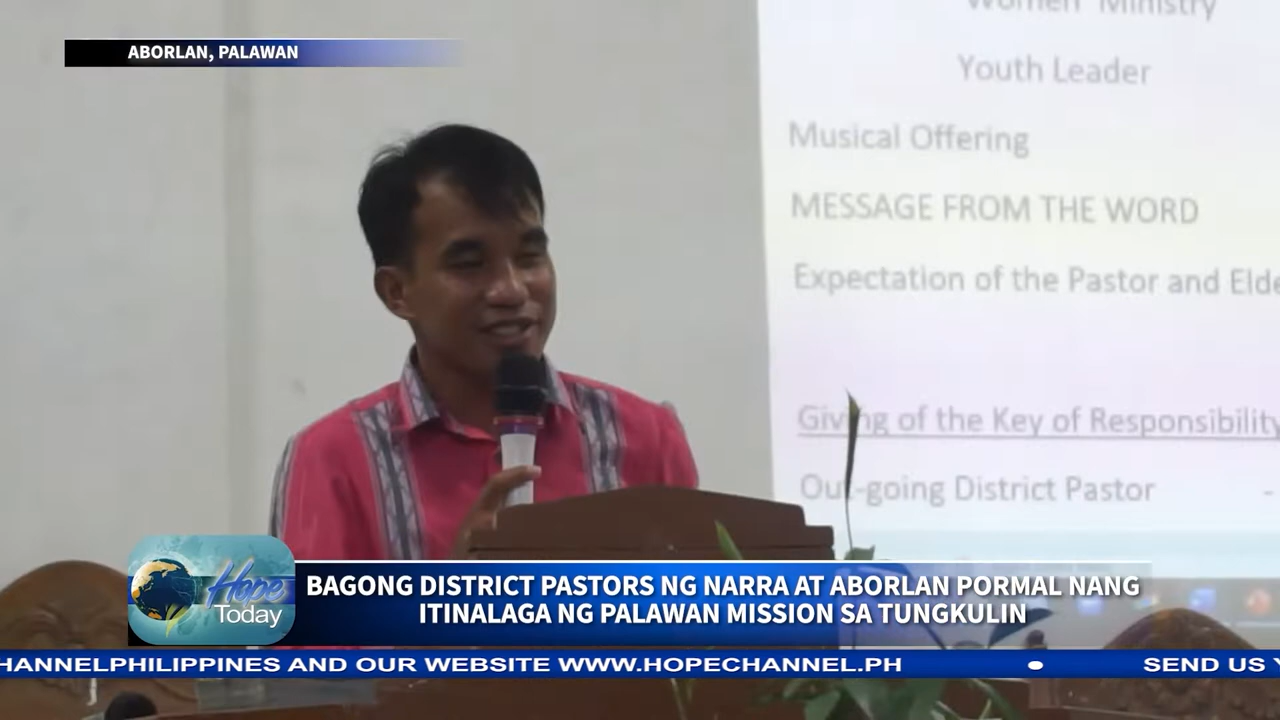 ABORLAN, PALAWAN
Women Ministry
Youth Leader
Musical Offering
MESSAGE FROM THE WORD
Expectation of the Pastor and Elde
Giving of the Key of Responsibility
Out-going District Pastor -
Hope
Today
BAGONG DISTRICT PASTORS NG NARRA AT ABORLAN PORMAL NANG
ITINALAGA NG PALAWAN MISSION SA TUNGKULIN
HANNELPHILIPPINES AND OUR WEBSITE WWW.HOPECHANNEL.PH • SEND US Y